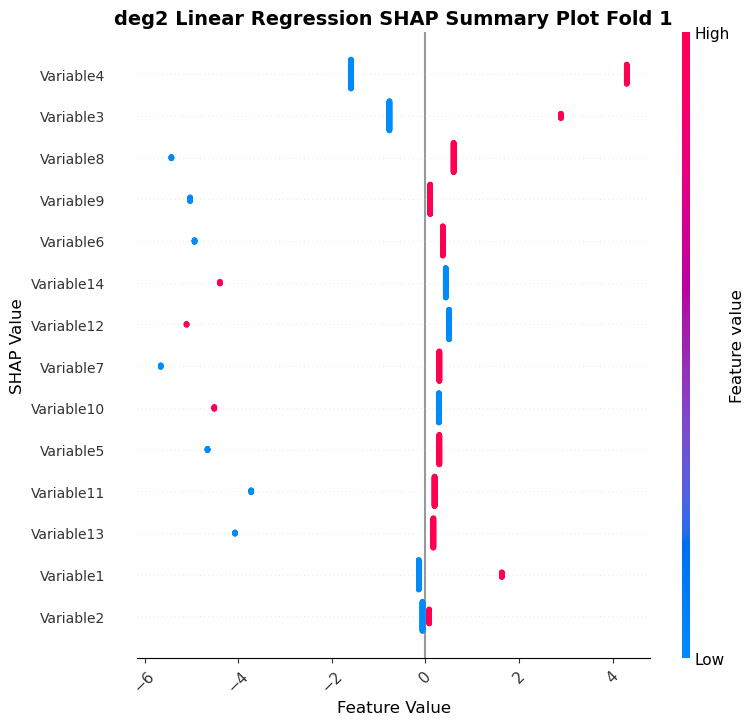 deg2 Linear Regression SHAP Summary Plot Fold 1
High
Variable4
Variable3
Variable8
Variable9
Variable6
Variable14
Variable12
Variable7
Variable10
Variable5
Variable11
Variable13
Variable1
Variable2
SHAP Value
Feature value
Low
−6
−4
−2
0
2
4
Feature Value